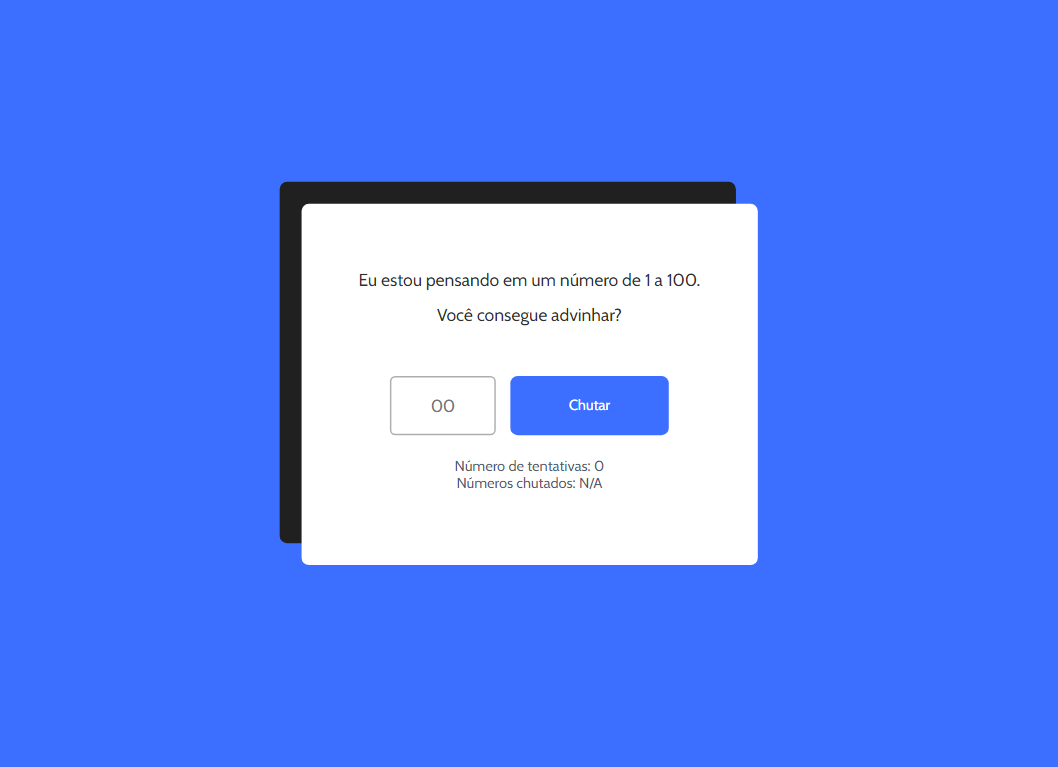 Eu estou pensando em um número de 1 a 100.
Você consegue advinhar?
00
Chutar
Número de tentativas: 0
Números chutados: N/A